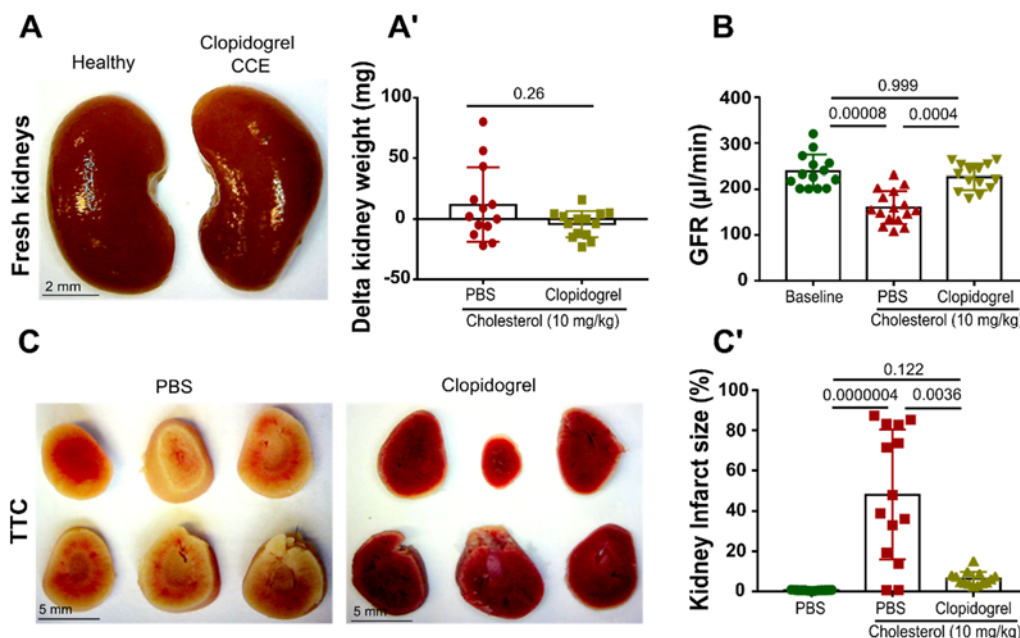 A
Healthy
Clopidogrel
CCE
Fresh kidneys
2 mm
A'
Delta kidney weight (mg)
100
50
0
-50
0.26
PBS
Clopidogrel
Cholesterol (10 mg/kg)
B
GFR (µl/min)
400
300
200
100
0
0.999
0.00008
0.0004
Baseline
PBS
Clopidogrel
Cholesterol (10 mg/kg)
C
PBS
Clopidogrel
TTC
5 mm
5 mm
C'
Kidney Infarct size (%)
100
80
60
40
20
0
0.122
0.0000004
0.0036
PBS
PBS
Clopidogrel
Cholesterol (10 mg/kg)